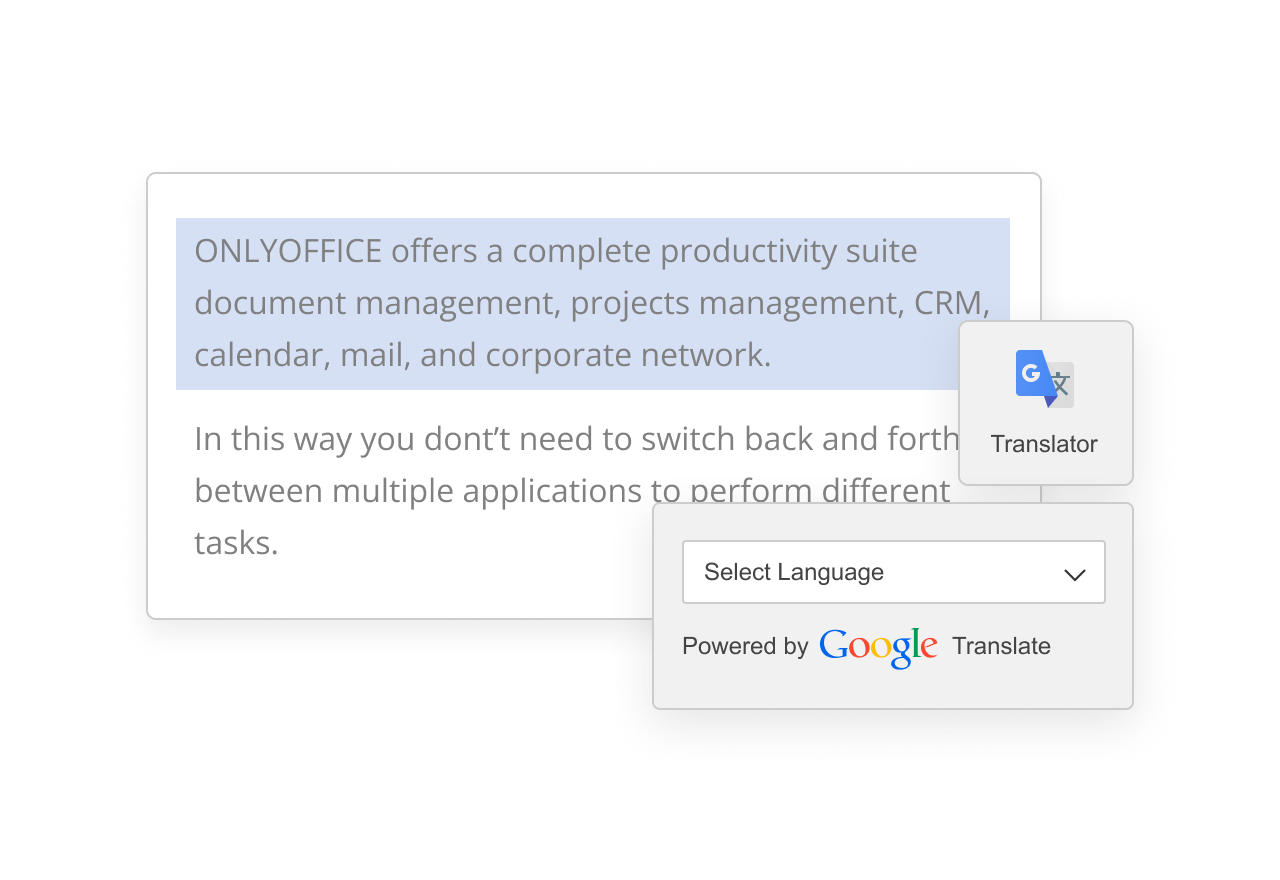 ONLYOFFICE offers a complete productivity suite
document management, projects management, CRM,
calendar, mail, and corporate network.
In this way you dont’t need to switch back and forth
between multiple applications to perform different
tasks.
G 文
Translator
Select Language
Powered by Google Translate